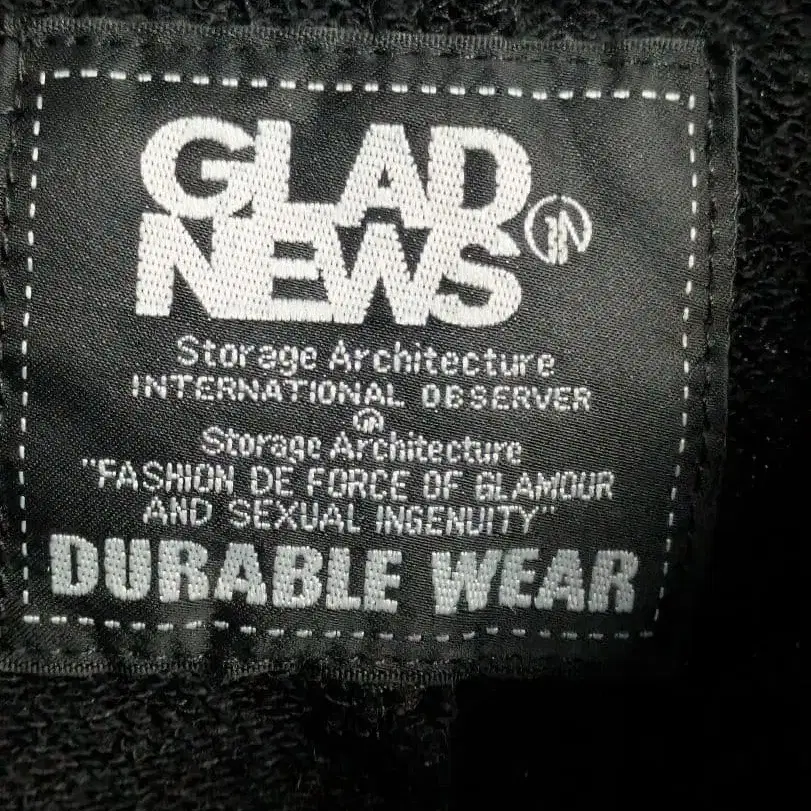 GLAD
NEWS
Storage Architecture
INTERNATIONAL OBSERVER
Storage Architecture
"FASHION DE FORCE OF GLAMOUR
AND SEXUAL INGENUITY"
DURABLE WEAR